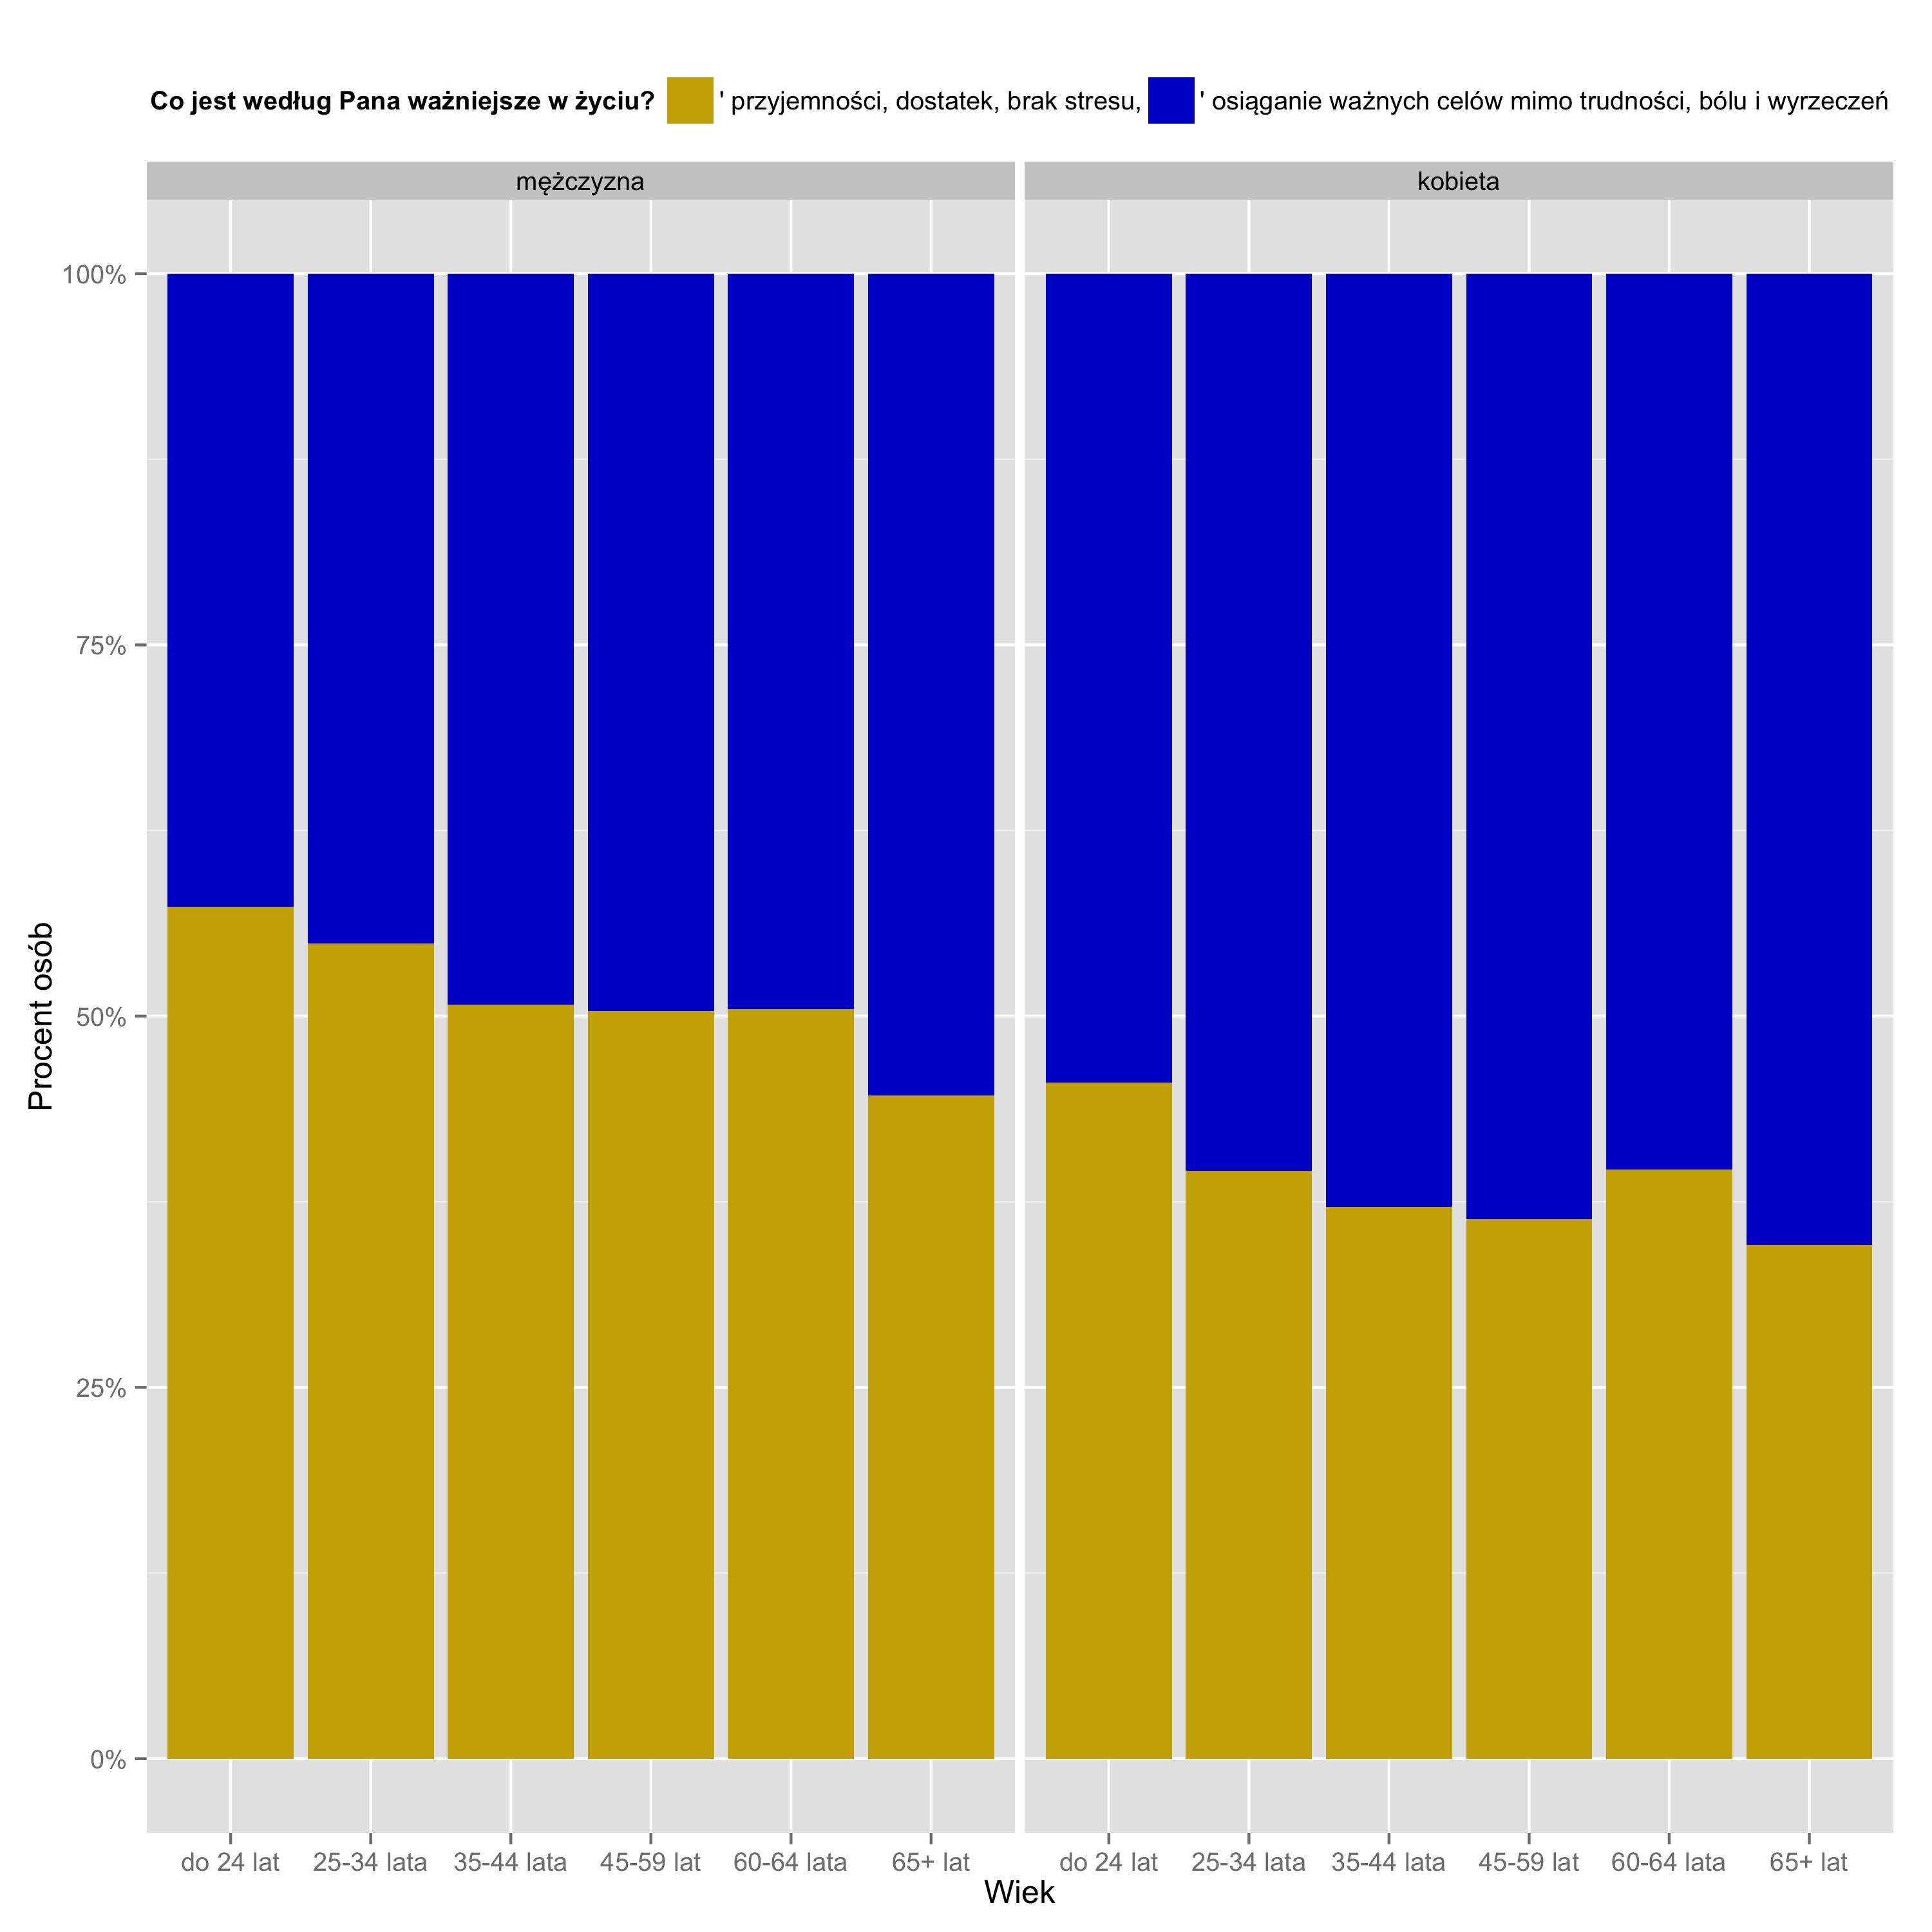 Co jest według Pana ważniejsze w życiu? ' przyjemności, dostatek, brak stresu, ' osiąganie ważnych celów mimo trudności, bólu i wyrzeczeń
mężczyzna kobieta
100%
75%
50%
25%
0%
Procent osób
do 24 lat 25-34 lata 35-44 lata 45-59 lat 60-64 lata 65+ lat do 24 lat 25-34 lata 35-44 lata 45-59 lat 60-64 lata 65+ lat
Wiek